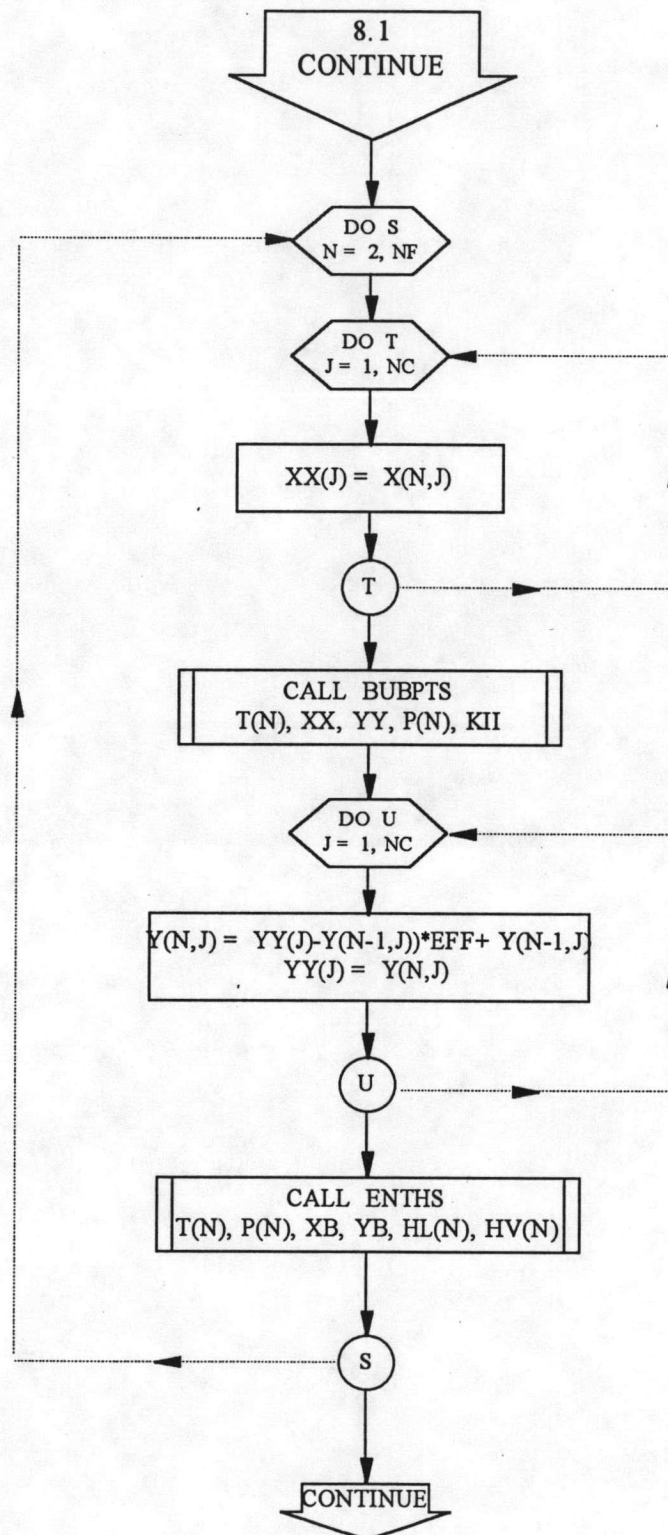 8.1
CONTINUE
DO S
N = 2, NF
DO T
J = 1, NC
XX(J) = X(N,J)
T
CALL BUBPTS
T(N), XX, YY, P(N), KII
DO U
J = 1, NC
Y(N,J) = YY(J)-Y(N-1,J))*EFF+ Y(N-1,J)
YY(J) = Y(N,J)
U
CALL ENTHS
T(N), P(N), XB, YB, HL(N), HV(N)
S
CONTINUE